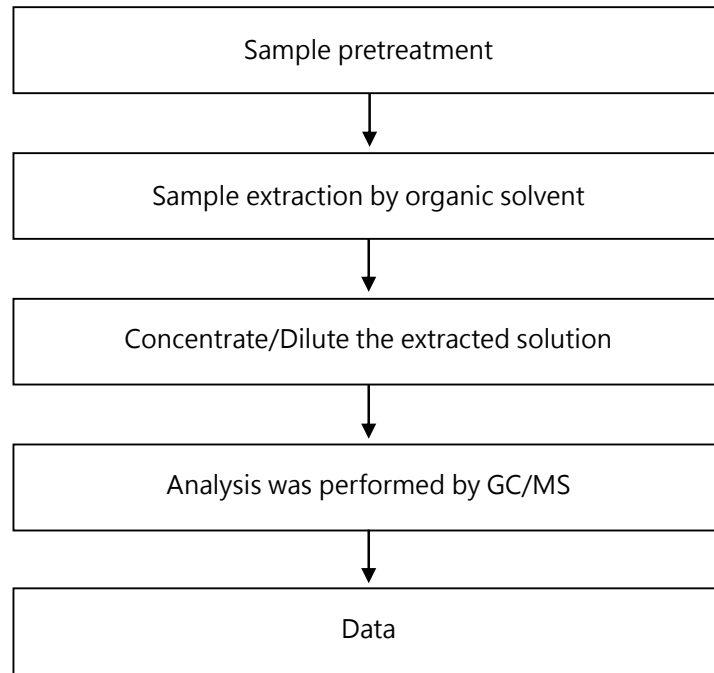 Sample pretreatment
Sample extraction by organic solvent
Concentrate/Dilute the extracted solution
Analysis was performed by GC/MS
Data